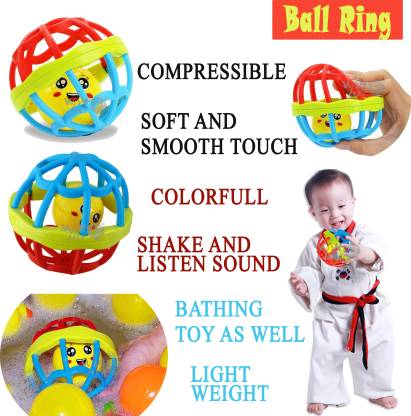 Ball Ring
COMPRESSIBLE
SOFT AND
SMOOTH TOUCH
COLORFULL
SHAKE AND
LISTEN SOUND
BATHING
TOY AS WELL
LIGHT
WEIGHT